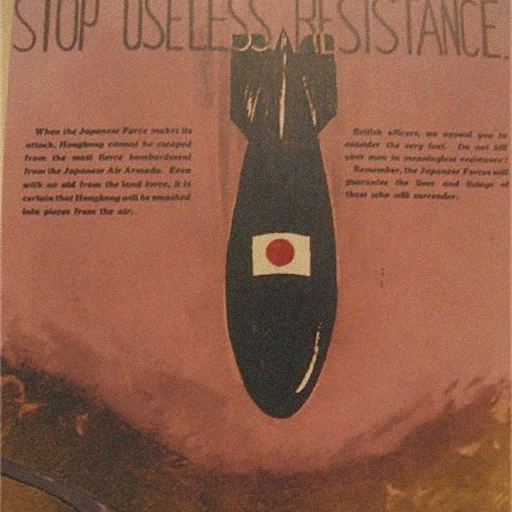 STOP USELESS RESISTANCE.
When the Japanese Force makes its
attack, Hongkong cannot be escaped
from the most fierce bombardment
from the Japanese Air Armada. Even
with an aid from the land force, it is
certain that Hongkong will be smashed
into pieces from the air.
British officers, we appeal you to
consider the very fact. Do not kill
your men in meaningless resistance!
Remember, the Japanese Forces will
guarantee the lives and livings of
those who will surrender.